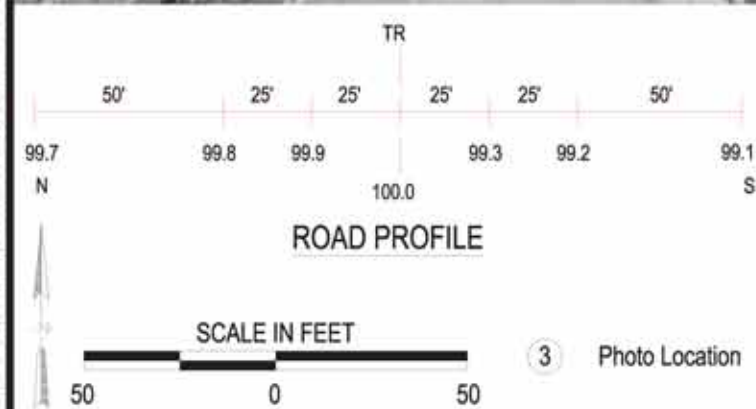 TR
50' 25' 25' 25' 25' 50'
99.7 99.8 99.9 99.3 99.2 99.1
N 100.0 S
ROAD PROFILE
SCALE IN FEET
3 Photo Location
50 0 50